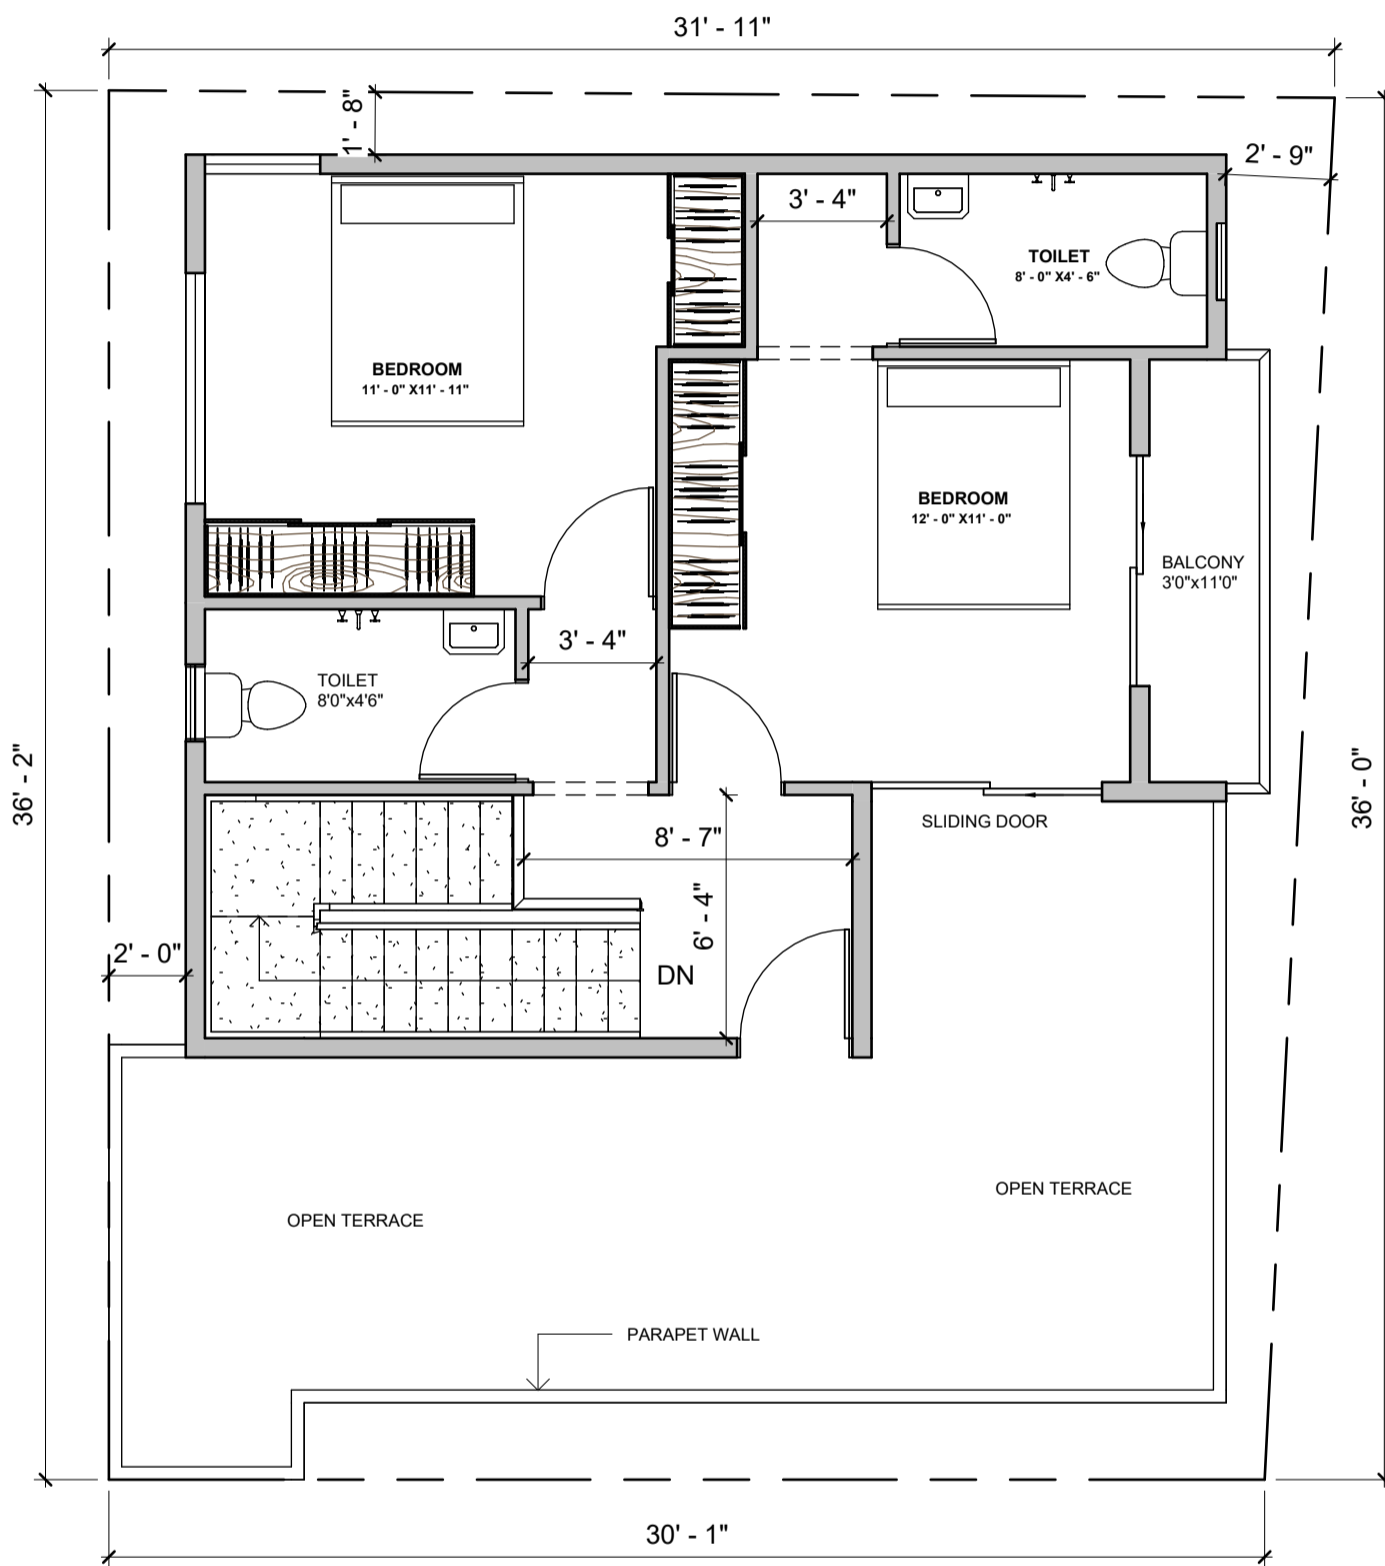 31' - 11"
1' - 8"
2' - 9"
3' - 4"
TOILET
8' - 0" X4' - 6"
BEDROOM
11' - 0" X11' - 11"
BEDROOM
12' - 0" X11' - 0"
BALCONY
3'0"x11'0"
3' - 4"
TOILET
8'0"x4'6"
36' - 2"
36' - 0"
SLIDING DOOR
8' - 7"
6' - 4"
2' - 0"
DN
OPEN TERRACE
OPEN TERRACE
PARAPET WALL
30' - 1"